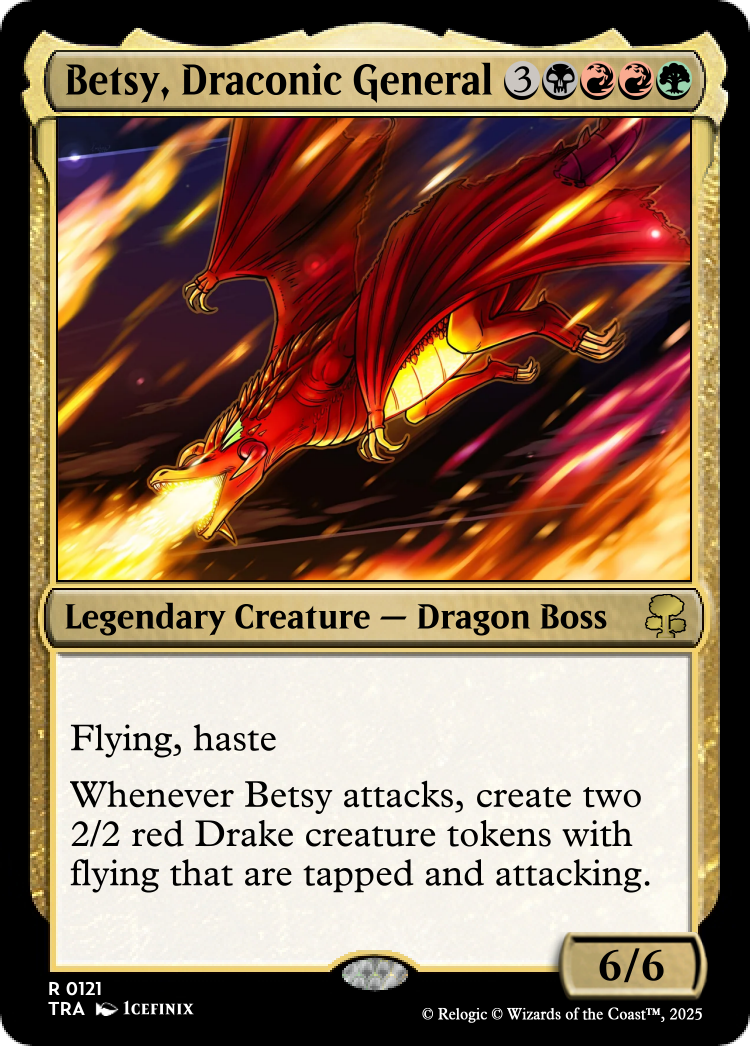 Betsy, Draconic General 3
Legendary Creature — Dragon Boss
Flying, haste
Whenever Betsy attacks, create two
2/2 red Drake creature tokens with
flying that are tapped and attacking.
6/6
R 0121
TRA Icefinix
© Relogic © Wizards of the Coast™, 2025